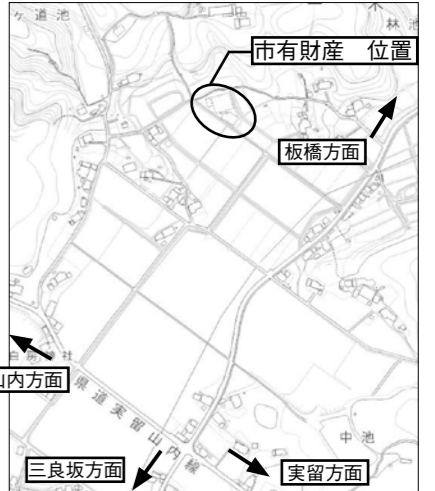 ヶ道池
林池
市有財産　位置
板橋方面
山内方面
県道実留山内線
中池
三良坂方面
実留方面